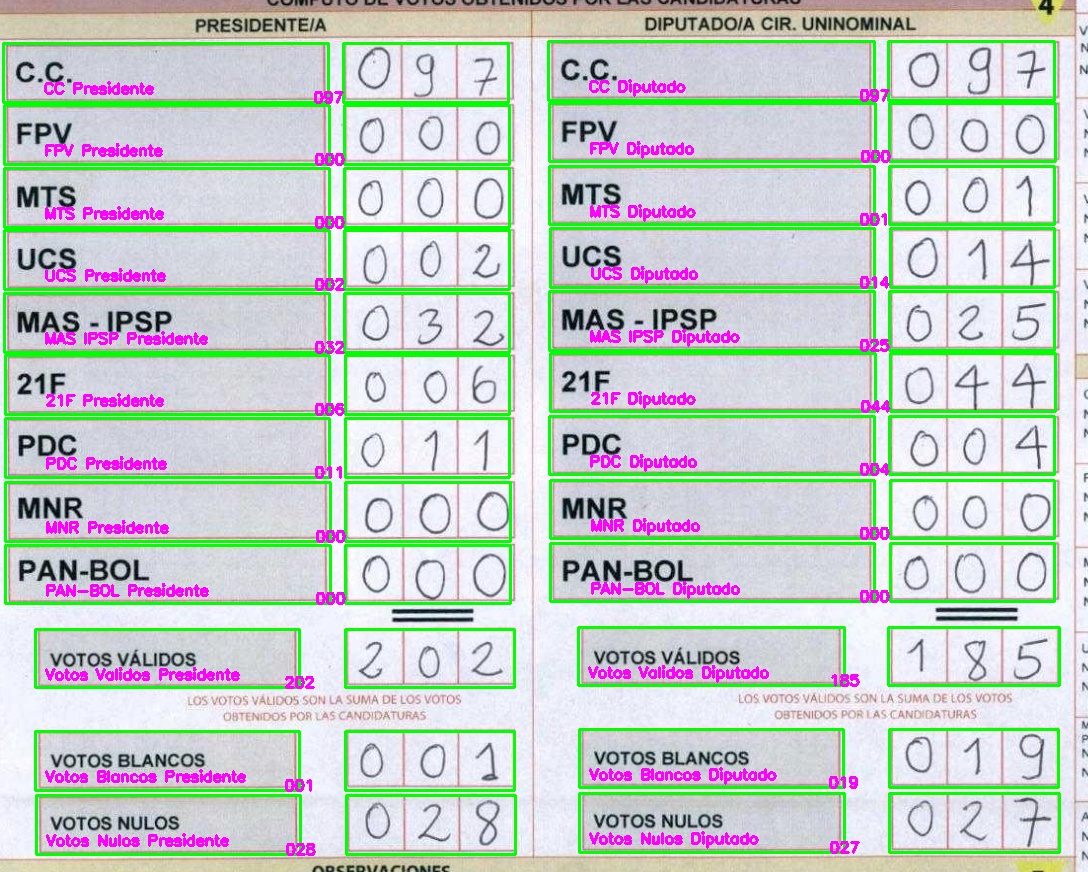 COMPUTO DE VOTOS OBTENIDOS POR LAS CANDIDATURAS
4
PRESIDENTE/A DIPUTADO/A CIR. UNINOMINAL
C.C. 0 9 7 C.C. 0 9 7
CC Presidente 097 CC Diputado 097
FPV 0 0 0 FPV 0 0 0
FPV Presidente 000 FPV Diputado 000
MTS 0 0 0 MTS 0 0 1
MTS Presidente 000 MTS Diputado 001
UCS 0 0 2 UCS 0 1 4
UCS Presidente 002 UCS Diputado 014
MAS - IPSP 0 3 2 MAS - IPSP 0 2 5
MAS IPSP Presidente 032 MAS IPSP Diputado 025
21F 0 0 6 21F 0 4 4
21F Presidente 006 21F Diputado 044
PDC 0 1 1 PDC 0 0 4
PDC Presidente 011 PDC Diputado 004
MNR 0 0 0 MNR 0 0 0
MNR Presidente 000 MNR Diputado 000
PAN-BOL 0 0 0 PAN-BOL 0 0 0
PAN-BOL Presidente 000 PAN-BOL Diputado 000
VOTOS VÁLIDOS 2 0 2 VOTOS VÁLIDOS 1 8 5
Votos Validos Presidente 202 Votos Validos Diputado 185
LOS VOTOS VÁLIDOS SON LA SUMA DE LOS VOTOS LOS VOTOS VÁLIDOS SON LA SUMA DE LOS VOTOS
OBTENIDOS POR LAS CANDIDATURAS OBTENIDOS POR LAS CANDIDATURAS
VOTOS BLANCOS 0 0 1 VOTOS BLANCOS 0 1 9
Votos Blancos Presidente 001 Votos Blancos Diputado 019
VOTOS NULOS 0 2 8 VOTOS NULOS 0 2 7
Votos Nulos Presidente 028 Votos Nulos Diputado 027
OBSERVACIONES